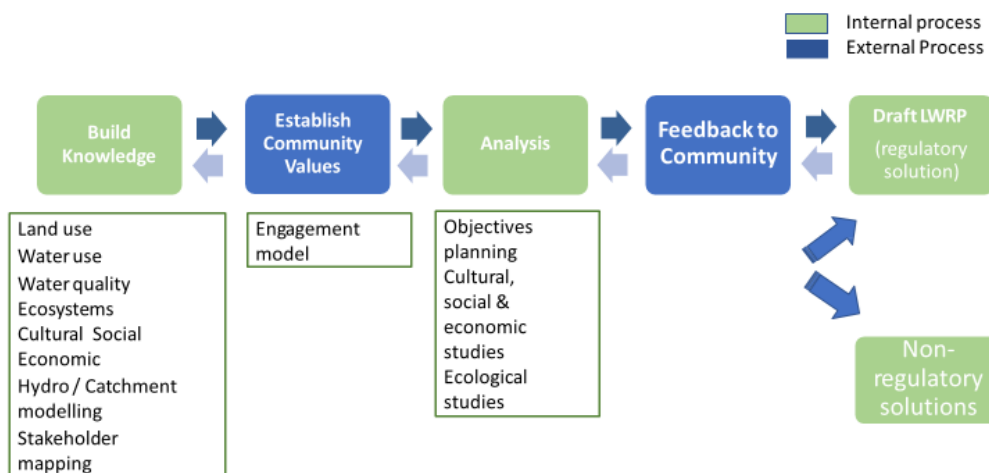 Internal process
External Process
Build
Knowledge
Establish
Community
Values
Analysis
Feedback to
Community
Draft LWRP
(regulatory
solution)
Land use
Water use
Water quality
Ecosystems
Cultural Social
Economic
Hydro / Catchment
modelling
Stakeholder
mapping
Engagement
model
Objectives
planning
Cultural,
social &
economic
studies
Ecological
studies
Non-
regulatory
solutions